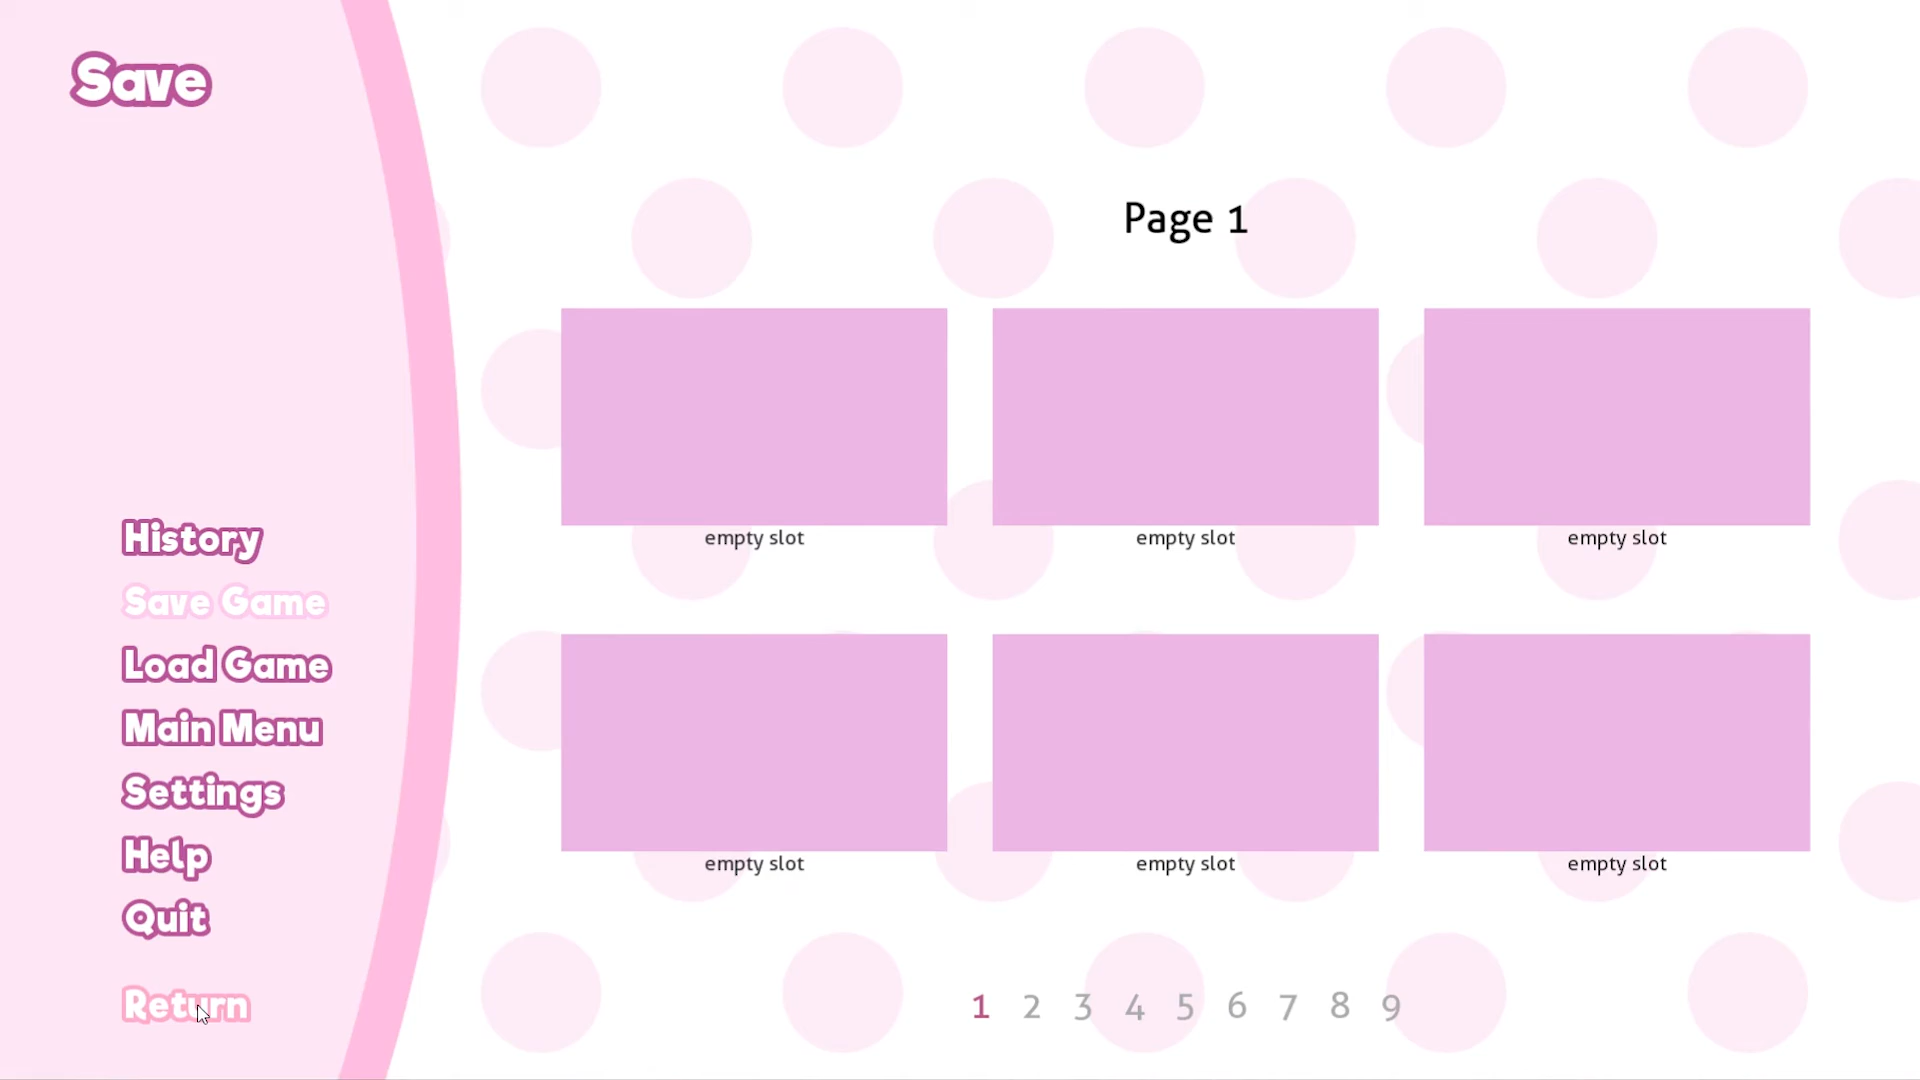 Save
History
Save Game
Load Game
Main Menu
Settings
Help
Quit
Return
Page 1
empty slot
empty slot
empty slot
empty slot
empty slot
empty slot
1 2 3 4 5 6 7 8 9